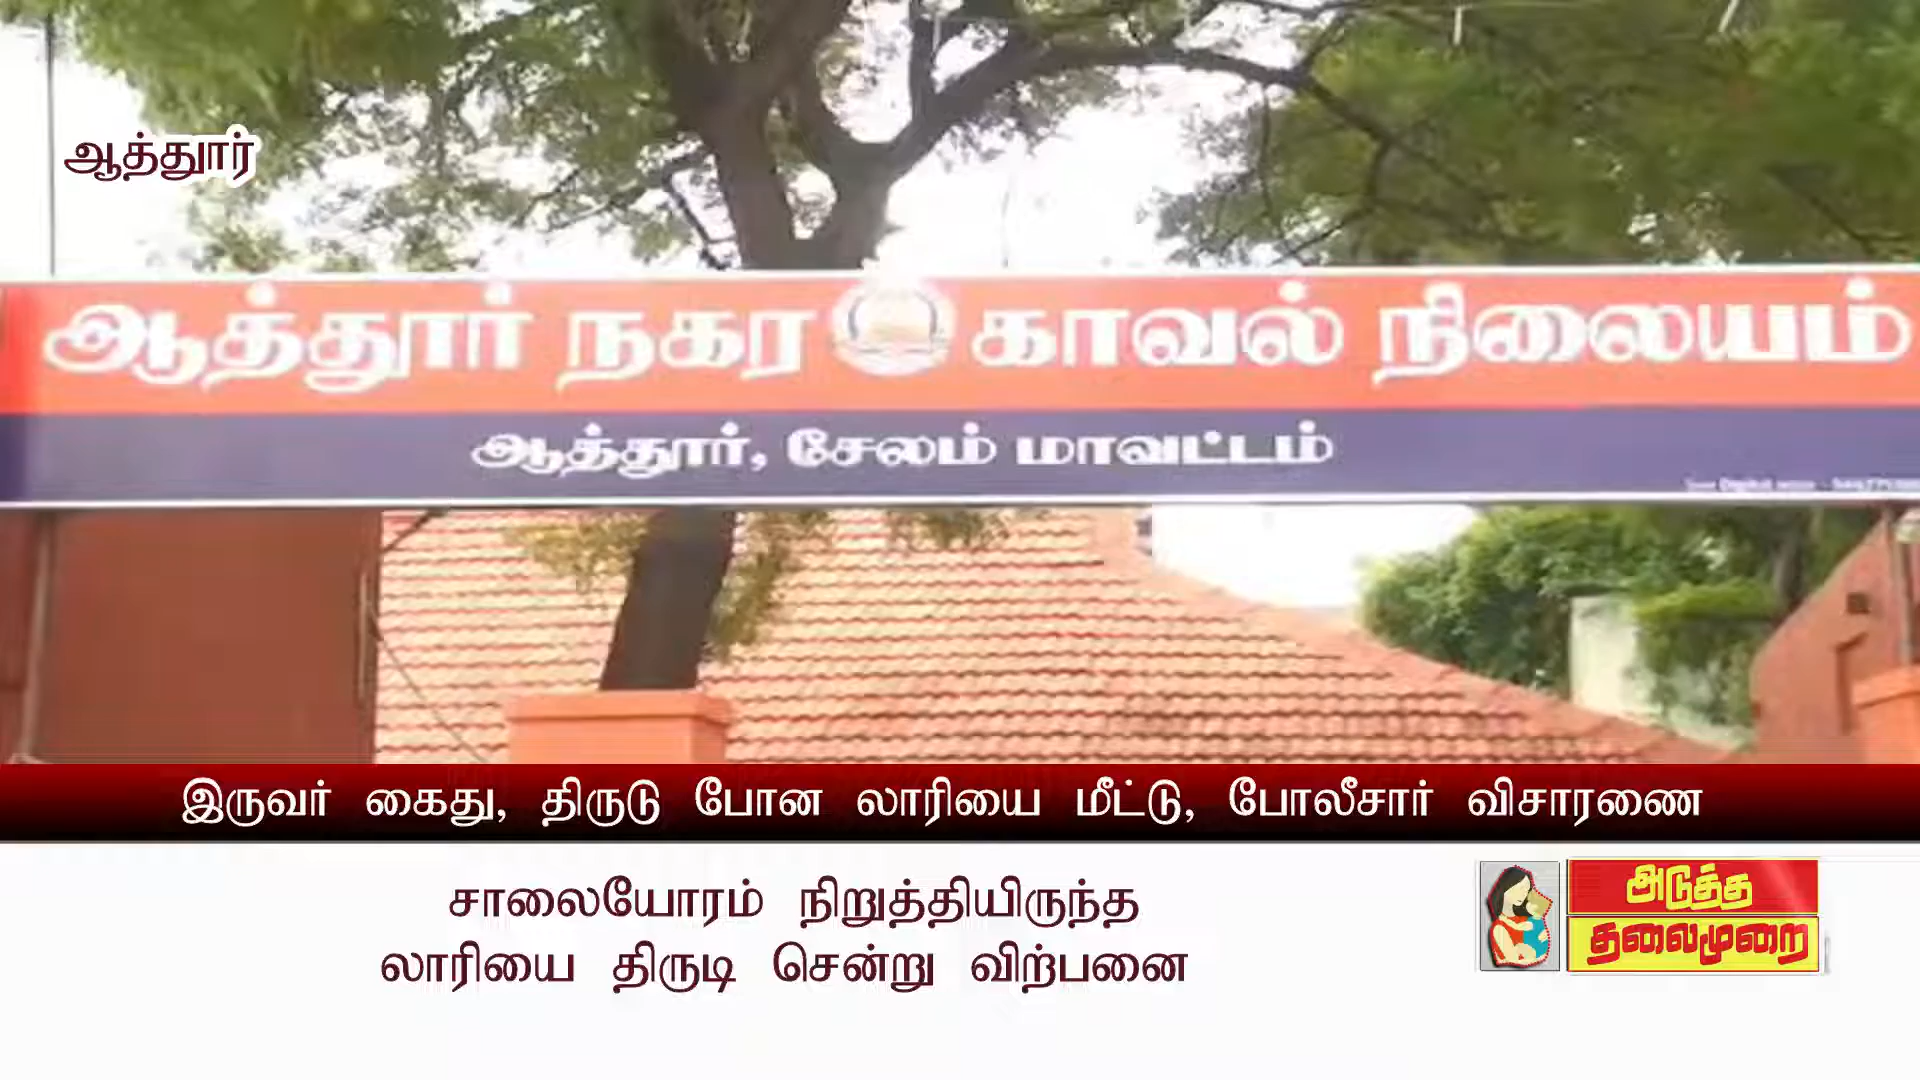 ஆத்தூர்
ஆத்தூர் நகர காவல் நிலையம்
ஆத்தூர், சேலம் மாவட்டம்
இருவர் கைது, திருடு போன லாரியை மீட்டு, போலீசார் விசாரணை
சாலையோரம் நிறுத்தியிருந்த
லாரியை திருடி சென்று விற்பனை
அடுத்த
தலைமுறை